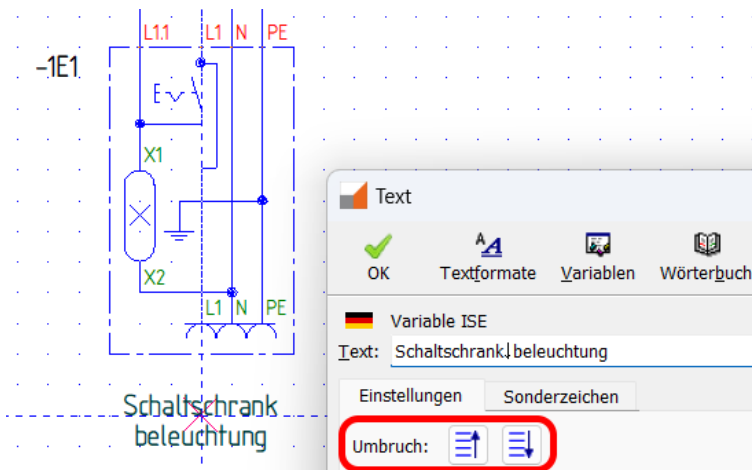 L1.1 L1 N PE
-1E1
E
X1
X2
L1 N PE
Schaltschrank
beleuchtung
Text
OK Textformate Variablen Wörterbuch
Variable ISE
Text: Schaltschrank↓beleuchtung
Einstellungen Sonderzeichen
Umbruch: